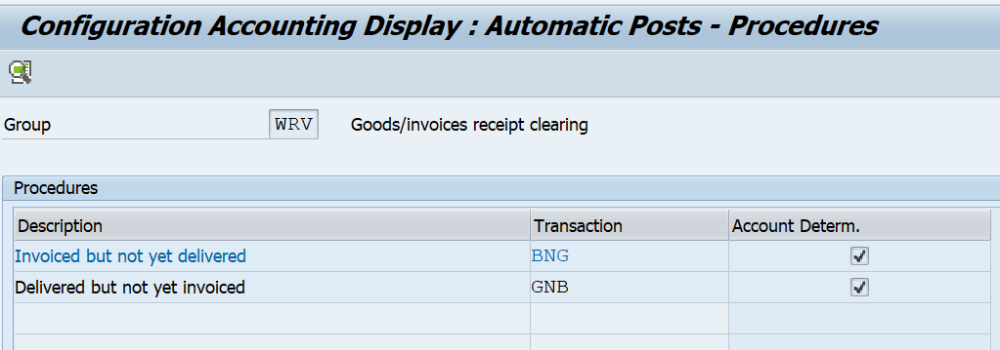 Configuration Accounting Display : Automatic Posts - Procedures
Group WRV Goods/invoices receipt clearing
Procedures
Description Transaction Account Determ.
Invoiced but not yet delivered BNG
Delivered but not yet invoiced GNB